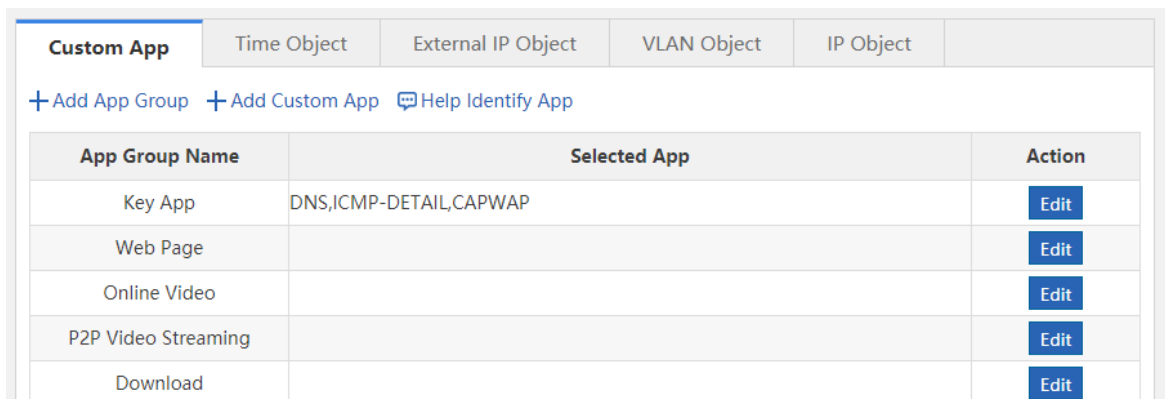 Custom App Time Object External IP Object VLAN Object IP Object
Add App Group Add Custom App Help Identify App
App Group Name Selected App Action
Key App DNS,ICMP-DETAIL,CAPWAP Edit
Web Page Edit
Online Video Edit
P2P Video Streaming Edit
Download Edit